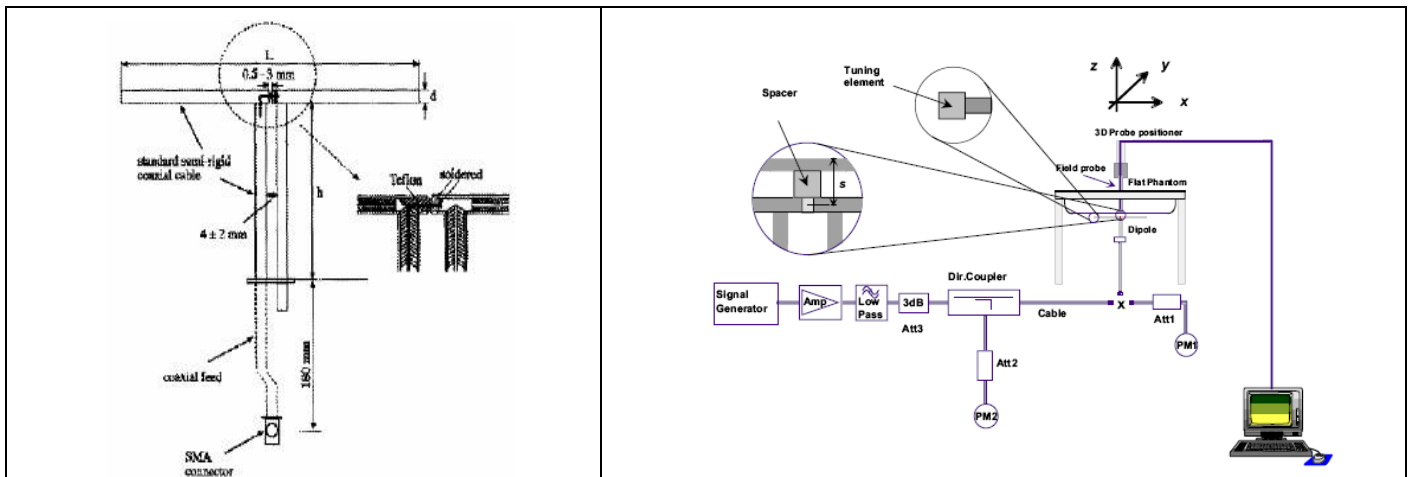 L
0.5 - 3 mm
d
standard semi-rigid
coaxial cable
h
Teflon
soldered
4 ± 2 mm
coaxial feed
160 mm
SMA
connector
Tuning
element
Spacer
s
z
y
x
3D Probe positioner
Field probe
Flat Phantom
Dipole
Signal
Generator
Amp
Low
Pass
3dB
Att3
Dir.Coupler
Cable
x
Att1
PM1
Att2
PM2